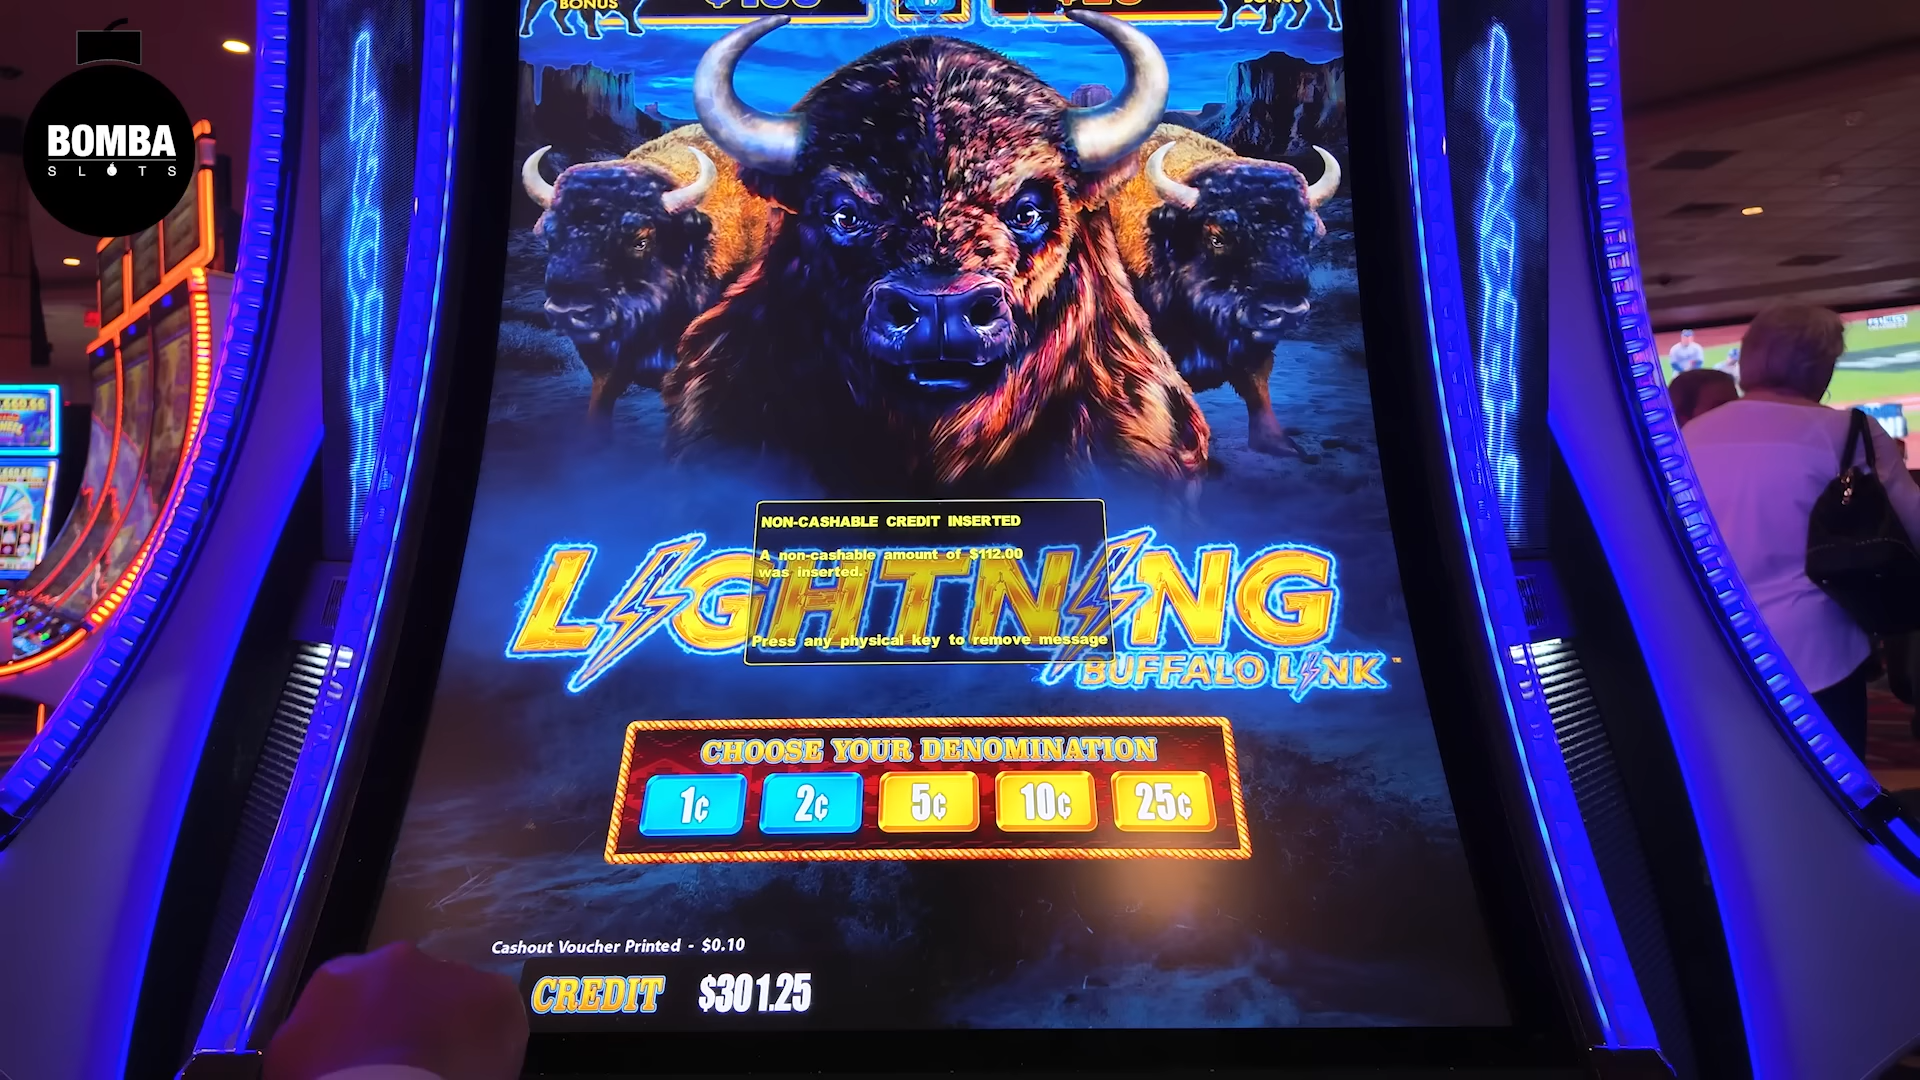 BONUS
BOMBA
SLOTS
NON-CASHABLE CREDIT INSERTED
A non-cashable amount of $112.00
was inserted.
Press any physical key to remove message
LIGHTNING
BUFFALO LINK™
CHOOSE YOUR DENOMINATION
1¢ 2¢ 5¢ 10¢ 25¢
Cashout Voucher Printed - $0.10
CREDIT $301.25